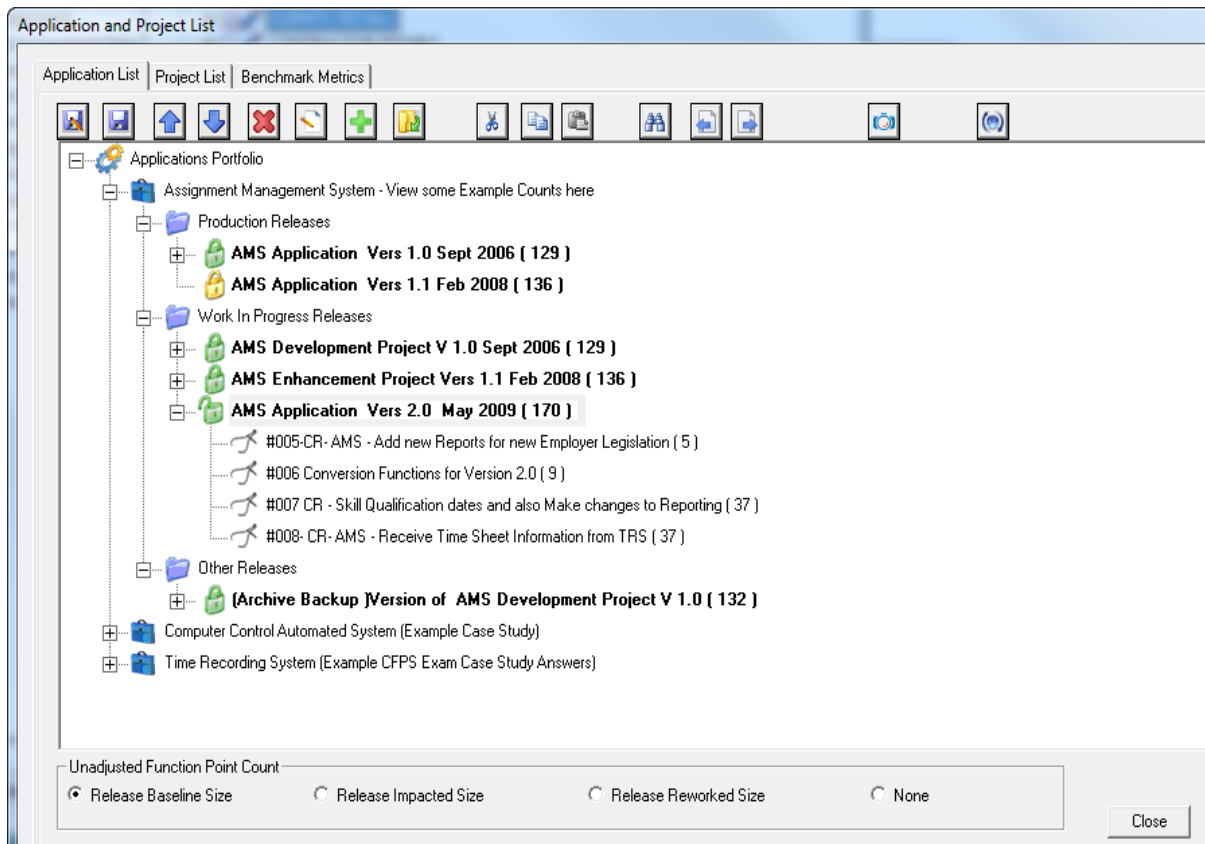 Application and Project List
Application List Project List Benchmark Metrics
Applications Portfolio
Assignment Management System - View some Example Counts here
Production Releases
AMS Application Vers 1.0 Sept 2006 ( 129 )
AMS Application Vers 1.1 Feb 2008 ( 136 )
Work In Progress Releases
AMS Development Project V 1.0 Sept 2006 ( 129 )
AMS Enhancement Project Vers 1.1 Feb 2008 ( 136 )
AMS Application Vers 2.0 May 2009 ( 170 )
#005-CR- AMS - Add new Reports for new Employer Legislation ( 5 )
#006 Conversion Functions for Version 2.0 ( 9 )
#007 CR - Skill Qualification dates and also Make changes to Reporting ( 37 )
#008- CR- AMS - Receive Time Sheet Information from TRS ( 37 )
Other Releases
(Archive Backup )Version of AMS Development Project V 1.0 ( 132 )
Computer Control Automated System (Example Case Study)
Time Recording System (Example CFPS Exam Case Study Answers)
Unadjusted Function Point Count
Release Baseline Size Release Impacted Size Release Reworked Size None
Close